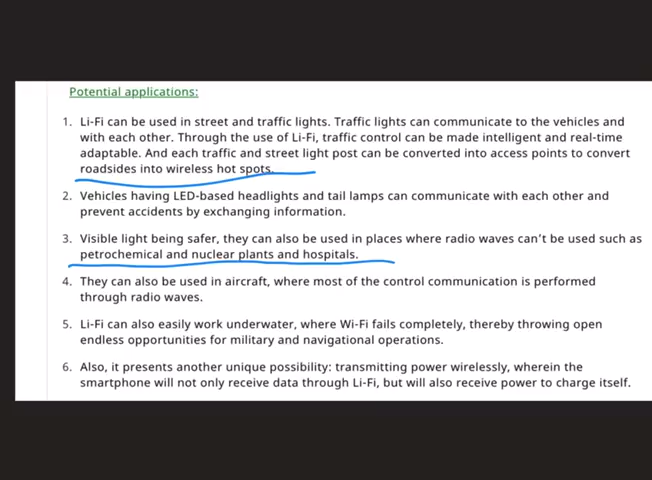 Potential applications:
1. Li-Fi can be used in street and traffic lights. Traffic lights can communicate to the vehicles and
with each other. Through the use of Li-Fi, traffic control can be made intelligent and real-time
adaptable. And each traffic and street light post can be converted into access points to convert
roadsides into wireless hot spots.
2. Vehicles having LED-based headlights and tail lamps can communicate with each other and
prevent accidents by exchanging information.
3. Visible light being safer, they can also be used in places where radio waves can't be used such as
petrochemical and nuclear plants and hospitals.
4. They can also be used in aircraft, where most of the control communication is performed
through radio waves.
5. Li-Fi can also easily work underwater, where Wi-Fi fails completely, thereby throwing open
endless opportunities for military and navigational operations.
6. Also, it presents another unique possibility: transmitting power wirelessly, wherein the
smartphone will not only receive data through Li-Fi, but will also receive power to charge itself.